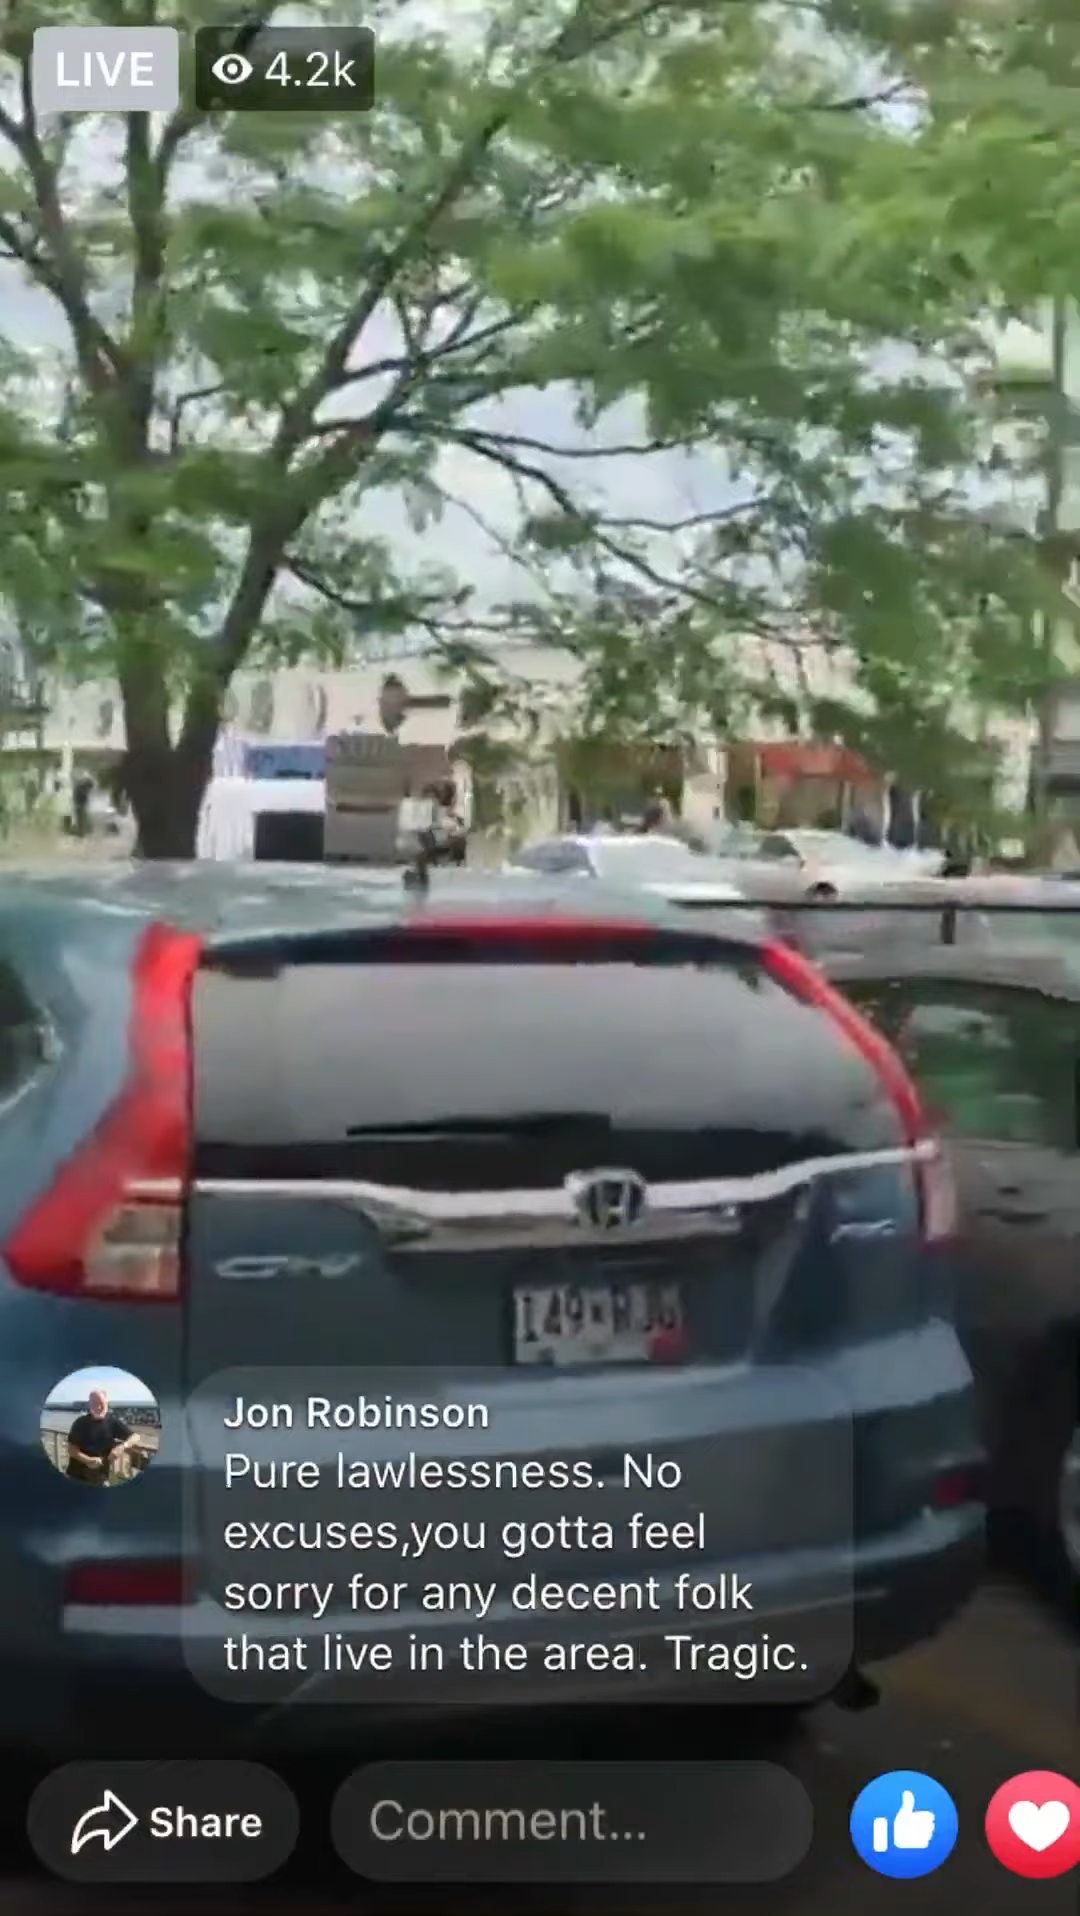 LIVE 4.2k
CR-V
Jon Robinson
Pure lawlessness. No
excuses,you gotta feel
sorry for any decent folk
that live in the area. Tragic.
Share Comment...